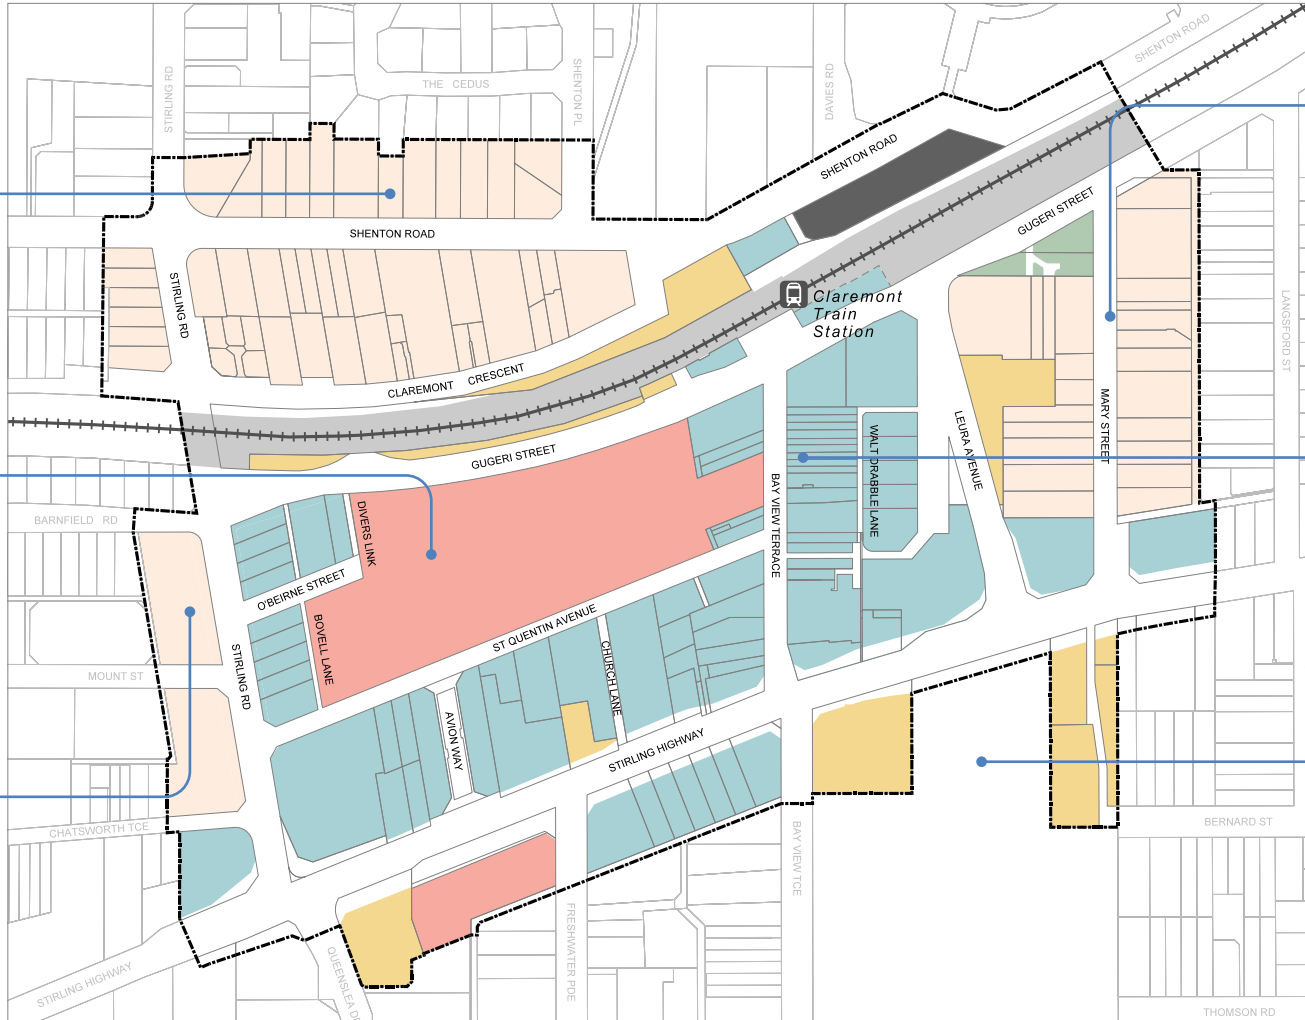 SHENTON ROAD
STIRLING RD
THE CEDUS
SHENTON PL
DAVIES RD
SHENTON ROAD
GUGERI STREET
SHENTON ROAD
STIRLING RD
Claremont
Train
Station
LANGSFORD ST
CLAREMONT CRESCENT
MARY STREET
LEURA AVENUE
WALT DRABBLE LANE
GUGERI STREET
BAY VIEW TERRACE
BARNFIELD RD
DIVERS LINK
O'BEIRNE STREET
BOVELL LANE
ST QUENTIN AVENUE
CHURCH LANE
STIRLING RD
MOUNT ST
AVION WAY
STIRLING HIGHWAY
CHATSWORTH TCE
BERNARD ST
BAY VIEW TCE
FRESHWATER PDE
QUEENSLEA DR
STIRLING HIGHWAY
THOMSON RD